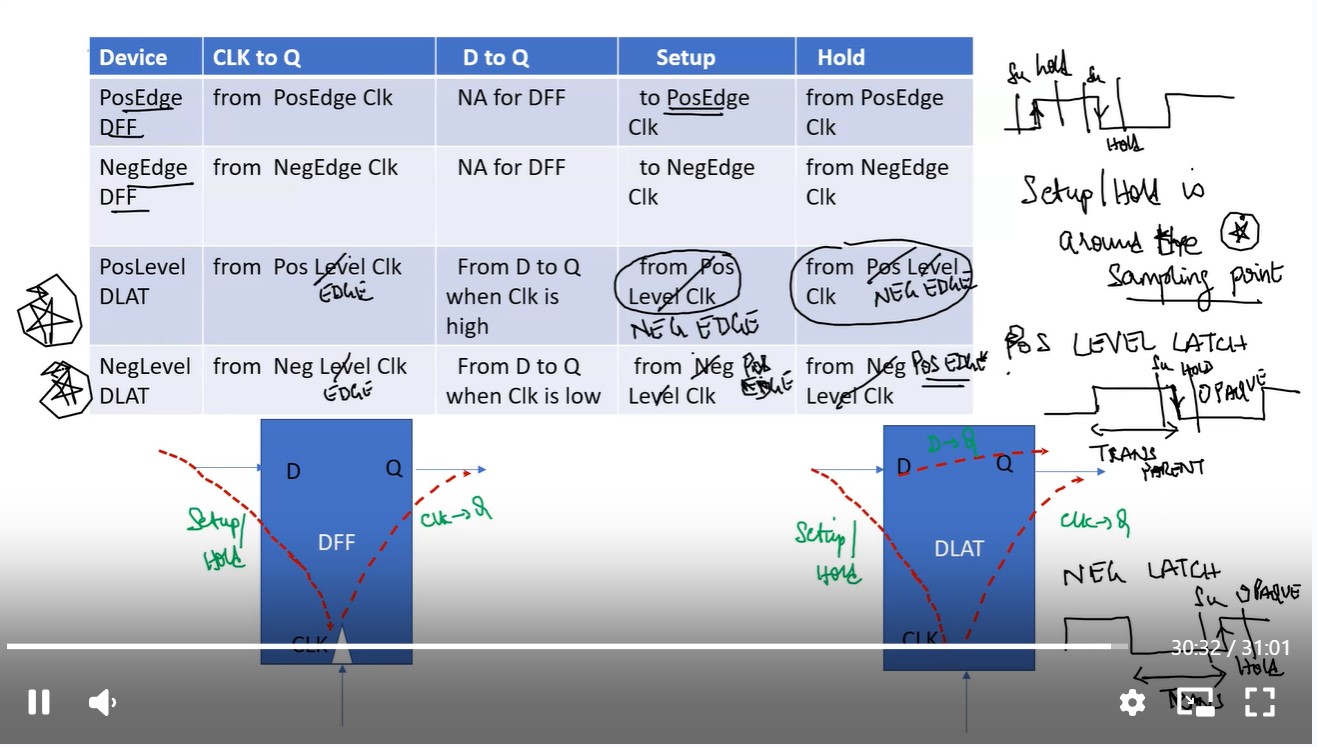 Device CLK to Q D to Q Setup Hold
PosEdge DFF from PosEdge Clk NA for DFF to PosEdge Clk from PosEdge Clk
NegEdge DFF from NegEdge Clk NA for DFF to NegEdge Clk from NegEdge Clk
PosLevel DLAT from Pos Level Clk EDGE From D to Q when Clk is high from Pos Level Clk NEG EDGE from Pos Level Clk NEG EDGE
NegLevel DLAT from Neg Level Clk EDGE From D to Q when Clk is low from Neg Level Clk POS EDGE from Neg Level Clk POS EDGE
Su hold Su
Hold
Setup/Hold is
around the
sampling point
POS LEVEL LATCH
Su HOLD
OPAQUE
TRANS
PARENT
D Q
Setup/
HOLD
Clk→Q
DFF
CLK
D→Q
D Q
Setup/
HOLD
Clk→Q
DLAT
CLK
NEG LATCH
Su OPAQUE
30:32 / 31:01
HOLD
TRANS